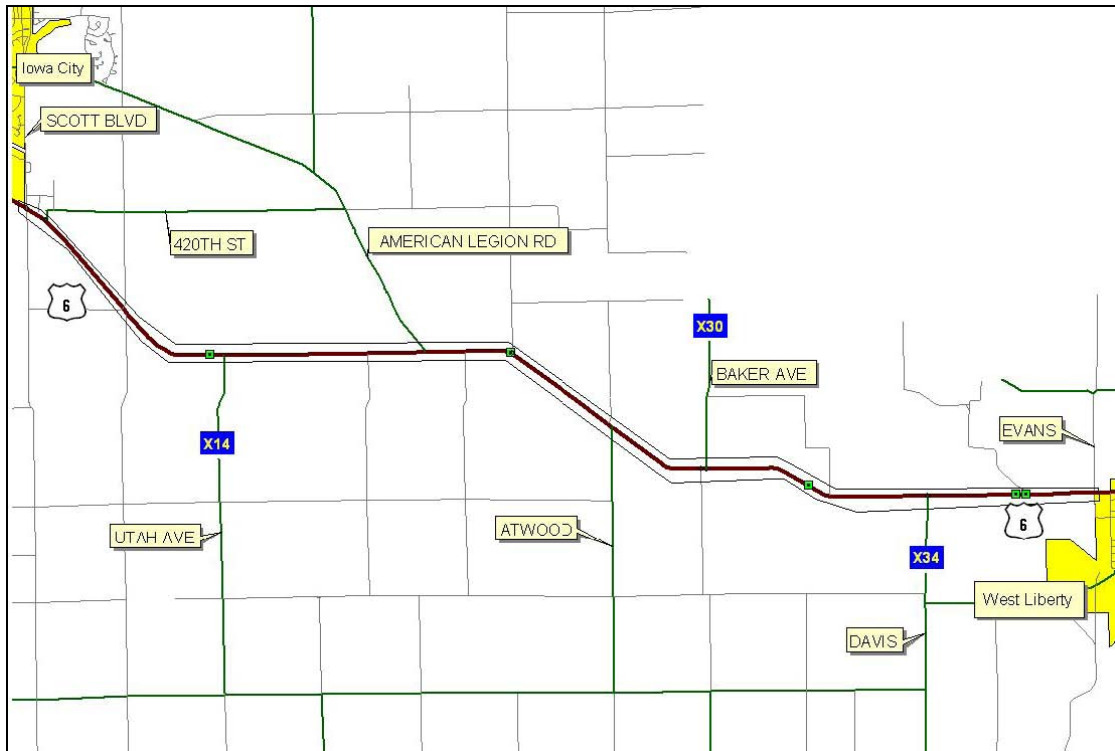 Iowa City
SCOTT BLVD
420TH ST
AMERICAN LEGION RD
6
X30
BAKER AVE
EVANS
X14
UTAH AVE
ATWOOD
6
X34
West Liberty
DAVIS